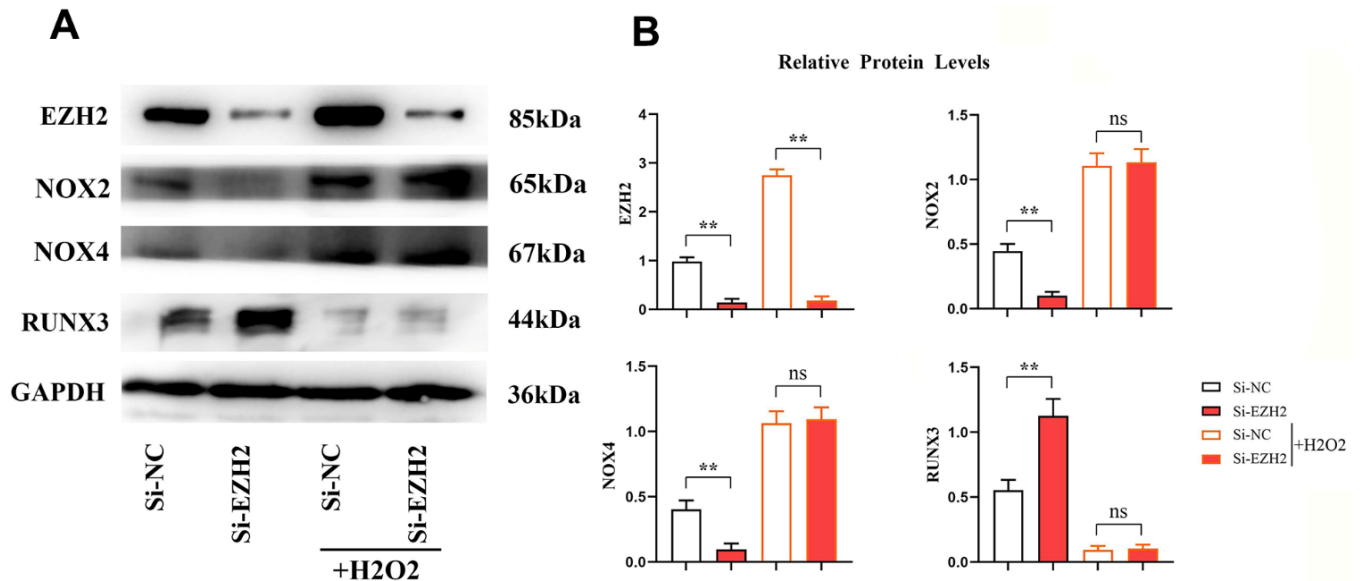 A
EZH2
85kDa
NOX2
65kDa
NOX4
67kDa
RUNX3
44kDa
GAPDH
36kDa
Si-NC
Si-EZH2
Si-NC
Si-EZH2
+H2O2
B
Relative Protein Levels
EZH2
4
3
2
1
0
**
**
NOX2
1.5
1.0
0.5
0.0
**
ns
NOX4
1.5
1.0
0.5
0.0
**
ns
RUNX3
1.5
1.0
0.5
0.0
**
ns
Si-NC
Si-EZH2
Si-NC
Si-EZH2
+H2O2